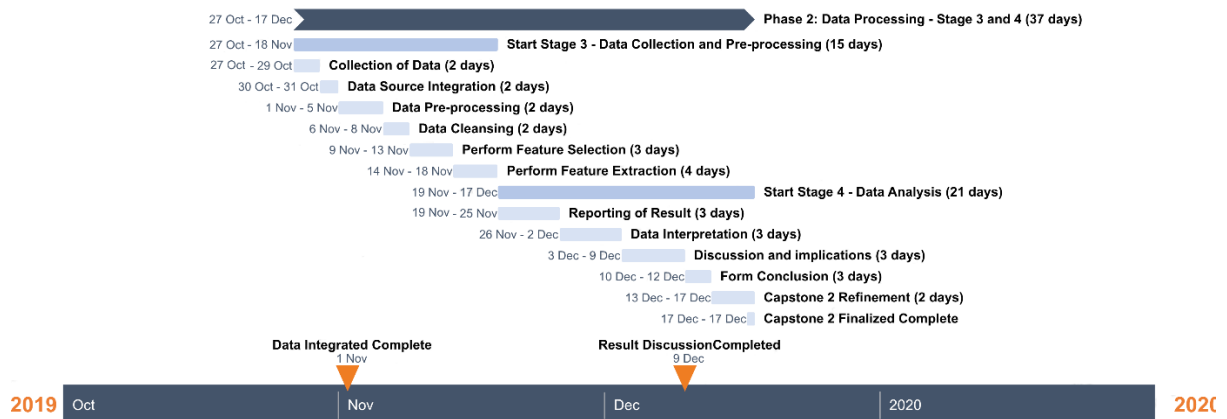 27 Oct - 17 Dec Phase 2: Data Processing - Stage 3 and 4 (37 days)
27 Oct - 18 Nov Start Stage 3 - Data Collection and Pre-processing (15 days)
27 Oct - 29 Oct Collection of Data (2 days)
30 Oct - 31 Oct Data Source Integration (2 days)
1 Nov - 5 Nov Data Pre-processing (2 days)
6 Nov - 8 Nov Data Cleansing (2 days)
9 Nov - 13 Nov Perform Feature Selection (3 days)
14 Nov - 18 Nov Perform Feature Extraction (4 days)
19 Nov - 17 Dec Start Stage 4 - Data Analysis (21 days)
19 Nov - 25 Nov Reporting of Result (3 days)
26 Nov - 2 Dec Data Interpretation (3 days)
3 Dec - 9 Dec Discussion and implications (3 days)
10 Dec - 12 Dec Form Conclusion (3 days)
13 Dec - 17 Dec Capstone 2 Refinement (2 days)
17 Dec - 17 Dec Capstone 2 Finalized Complete
Data Integrated Complete Result DiscussionCompleted
1 Nov 9 Dec
2019 Oct Nov Dec 2020 2020